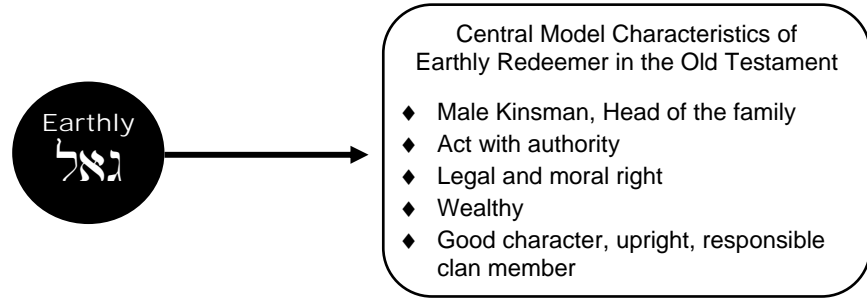 Earthly
גאל
Central Model Characteristics of
Earthly Redeemer in the Old Testament
♦ Male Kinsman, Head of the family
♦ Act with authority
♦ Legal and moral right
♦ Wealthy
♦ Good character, upright, responsible
clan member